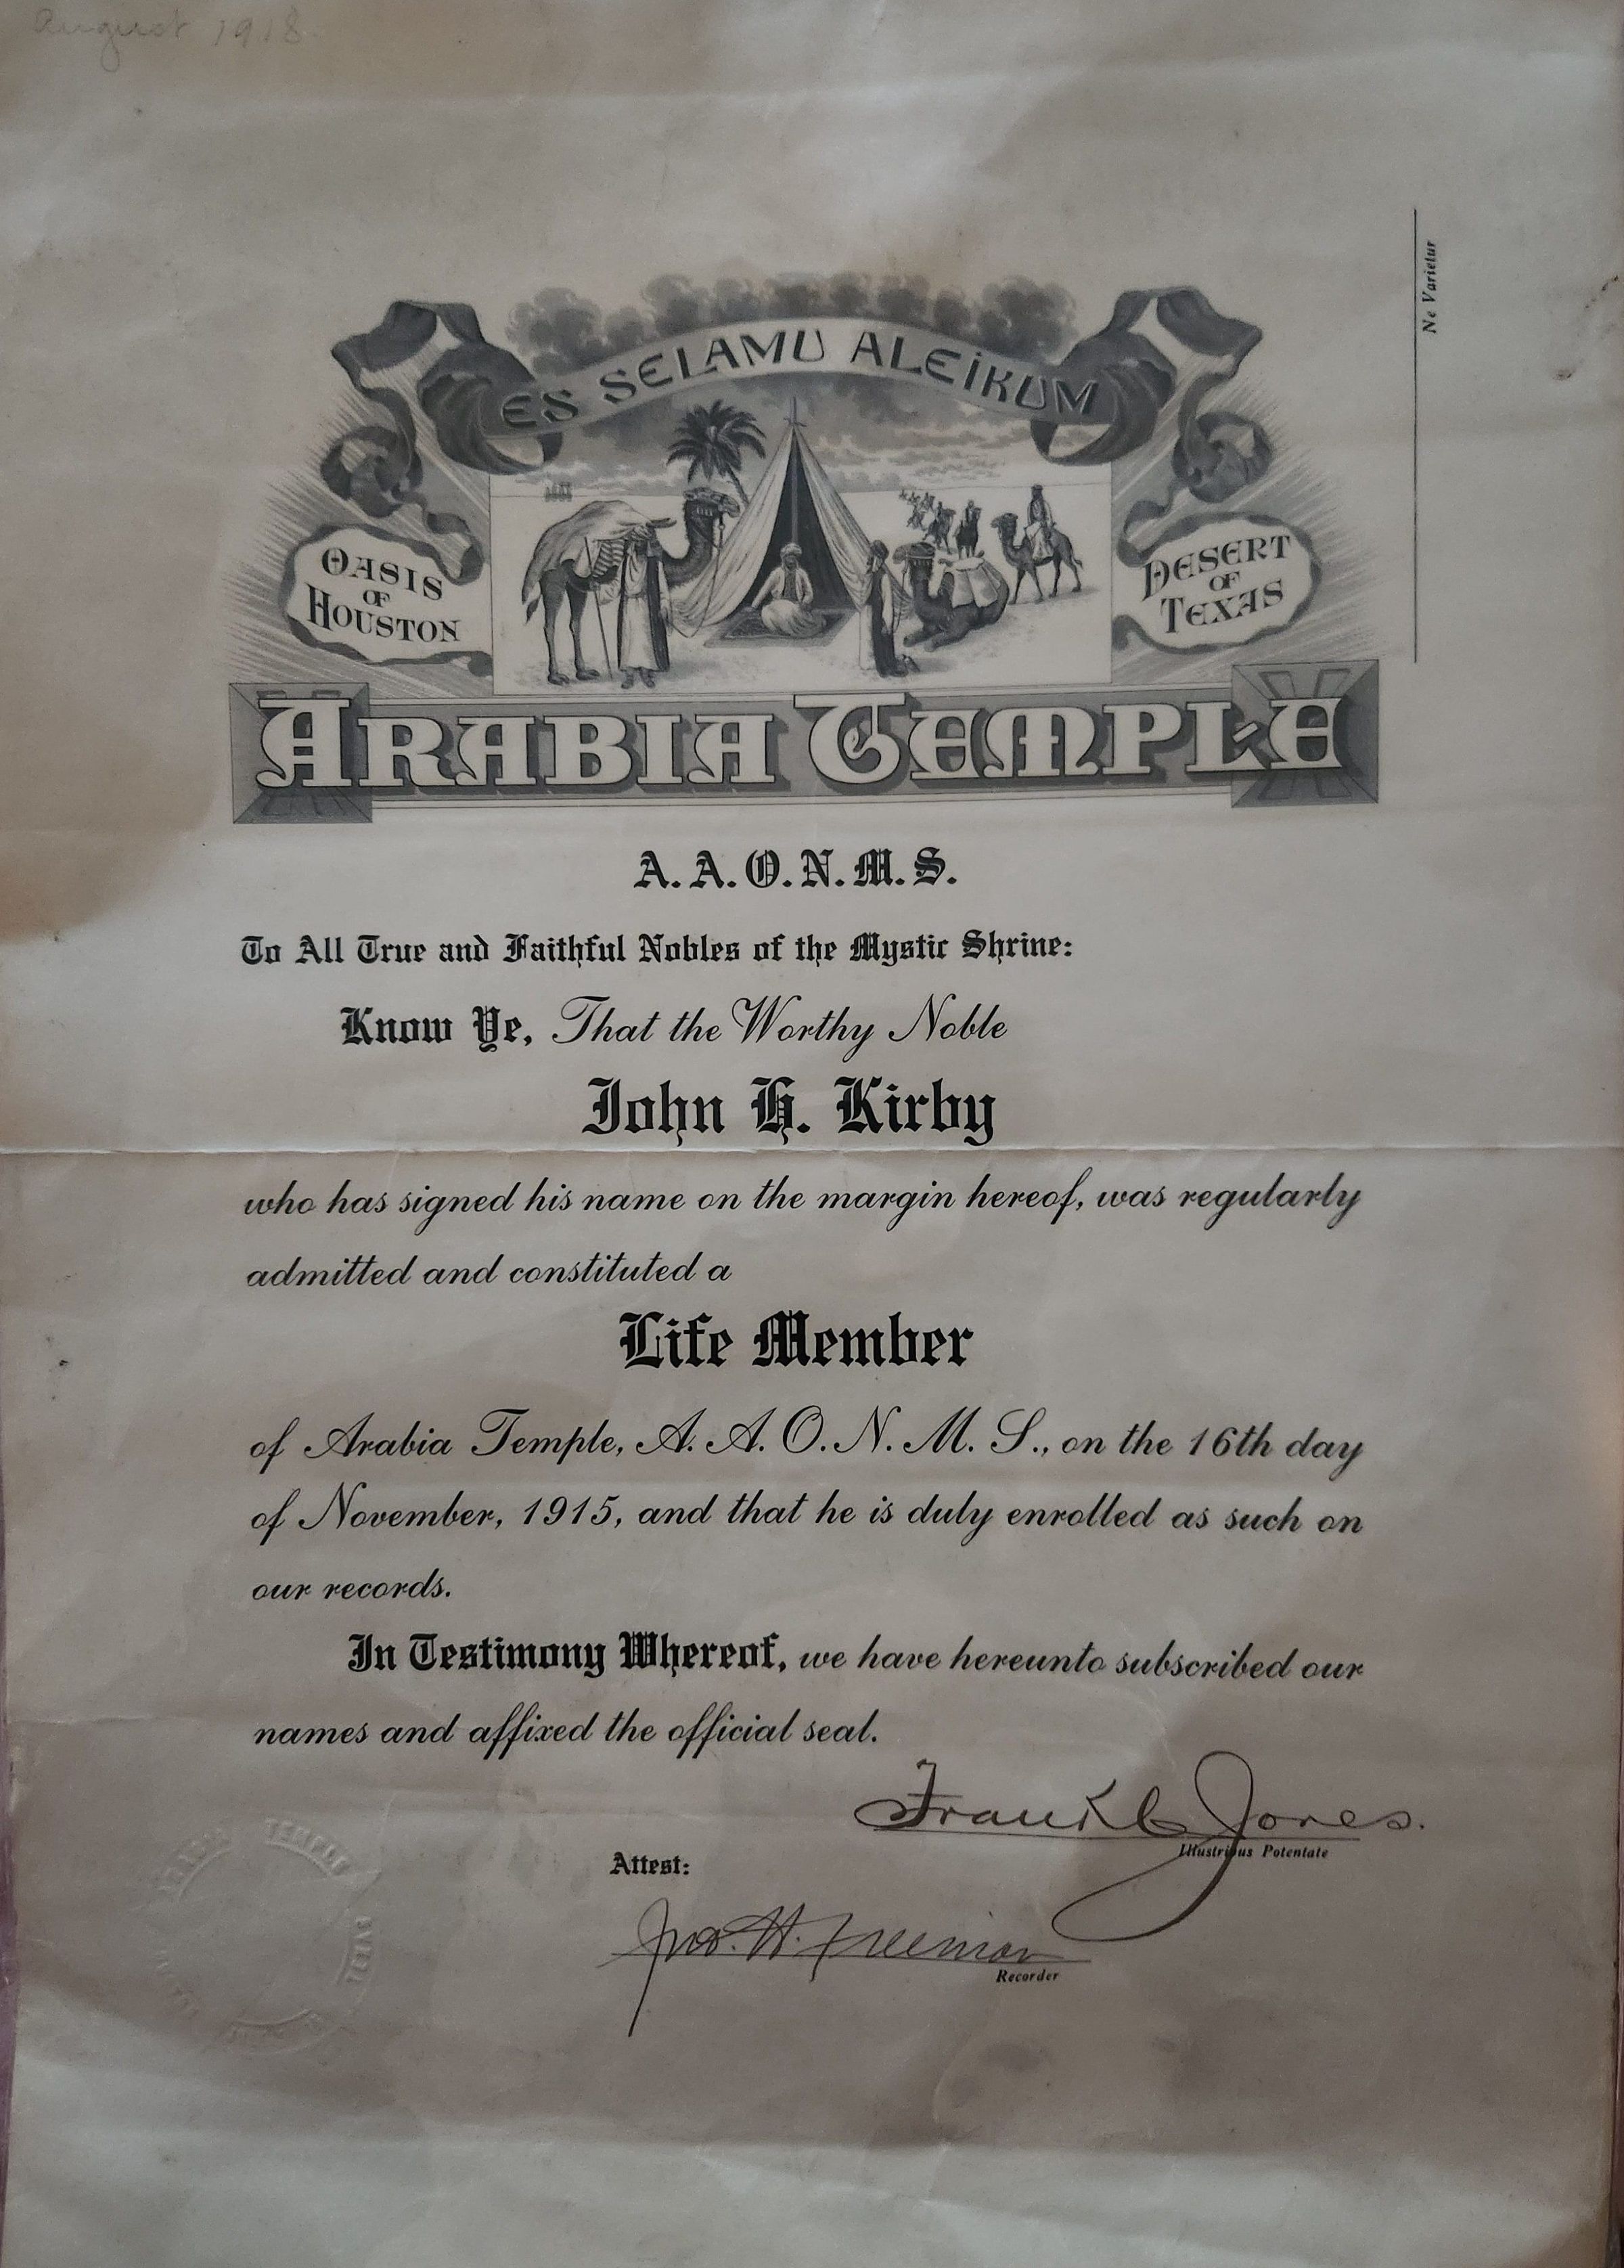 August 1918
Ne Varietur
ES SELAMU ALEIKUM
OASIS
OF
HOUSTON
DESERT
OF
TEXAS
ARABIA TEMPLE
A. A. O. N. M. S.
To All True and Faithful Nobles of the Mystic Shrine:
Know Ye, That the Worthy Noble
John H. Kirby
who has signed his name on the margin hereof, was regularly
admitted and constituted a
Life Member
of Arabia Temple, A. A. O. N. M. S., on the 16th day
of November, 1915, and that he is duly enrolled as such on
our records.
In Testimony Whereof, we have hereunto subscribed our
names and affixed the official seal.
Frank C Jones.
Illustrious Potentate
Attest:
Jno. H. Freeman
Recorder
TEMPLE